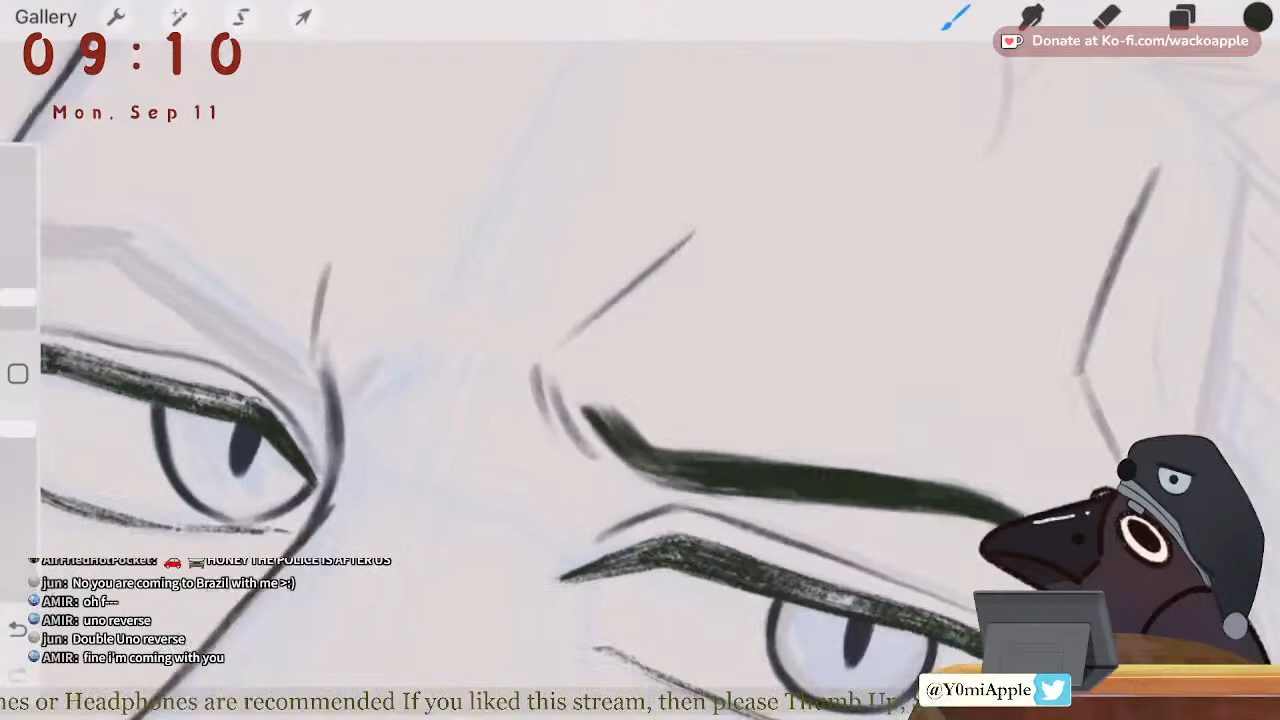 Gallery
09:10
Mon. Sep 11
Donate at Ko-fi.com/wackoapple
AirFriedHotPocket: 🚗 🚔 HONEY THE POLICE IS AFTER US
jun: No you are coming to Brazil with me >:)
AMIR: oh f---
AMIR: uno reverse
jun: Double Uno reverse
AMIR: fine i'm coming with you
nes or Headphones are recommended If you liked this stream, then please Thumb Up,
@Y0miApple